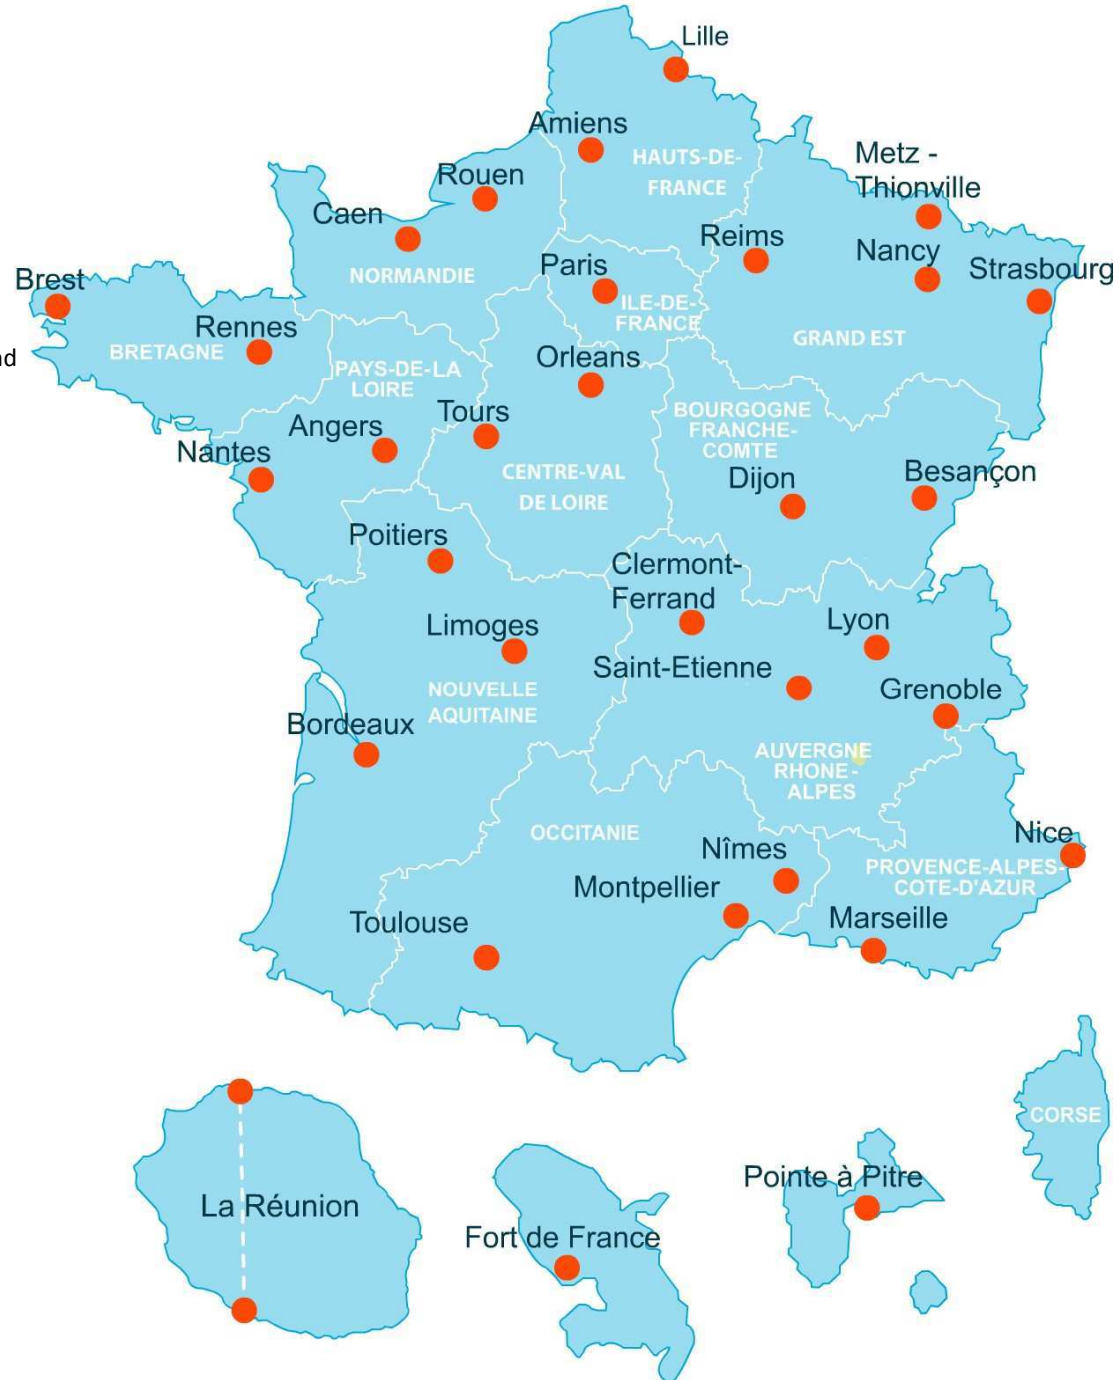 Lille
Amiens
HAUTS-DE-
FRANCE
Metz -
Thionville
Rouen
Caen
Reims
Nancy
Strasbourg
Paris
NORMANDIE
ILE-DE-
FRANCE
Brest
Rennes
BRETAGNE
nd
GRAND EST
PAYS-DE-LA
LOIRE
Orleans
Tours
Angers
Nantes
BOURGOGNE
FRANCHE-
COMTE
CENTRE-VAL
DE LOIRE
Dijon
Besançon
Poitiers
Clermont-
Ferrand
Limoges
Lyon
Saint-Etienne
Grenoble
NOUVELLE
AQUITAINE
Bordeaux
AUVERGNE
RHONE-
ALPES
OCCITANIE
Nice
Nîmes
PROVENCE-ALPES-
COTE-D'AZUR
Montpellier
Toulouse
Marseille
CORSE
La Réunion
Fort de France
Pointe à Pitre